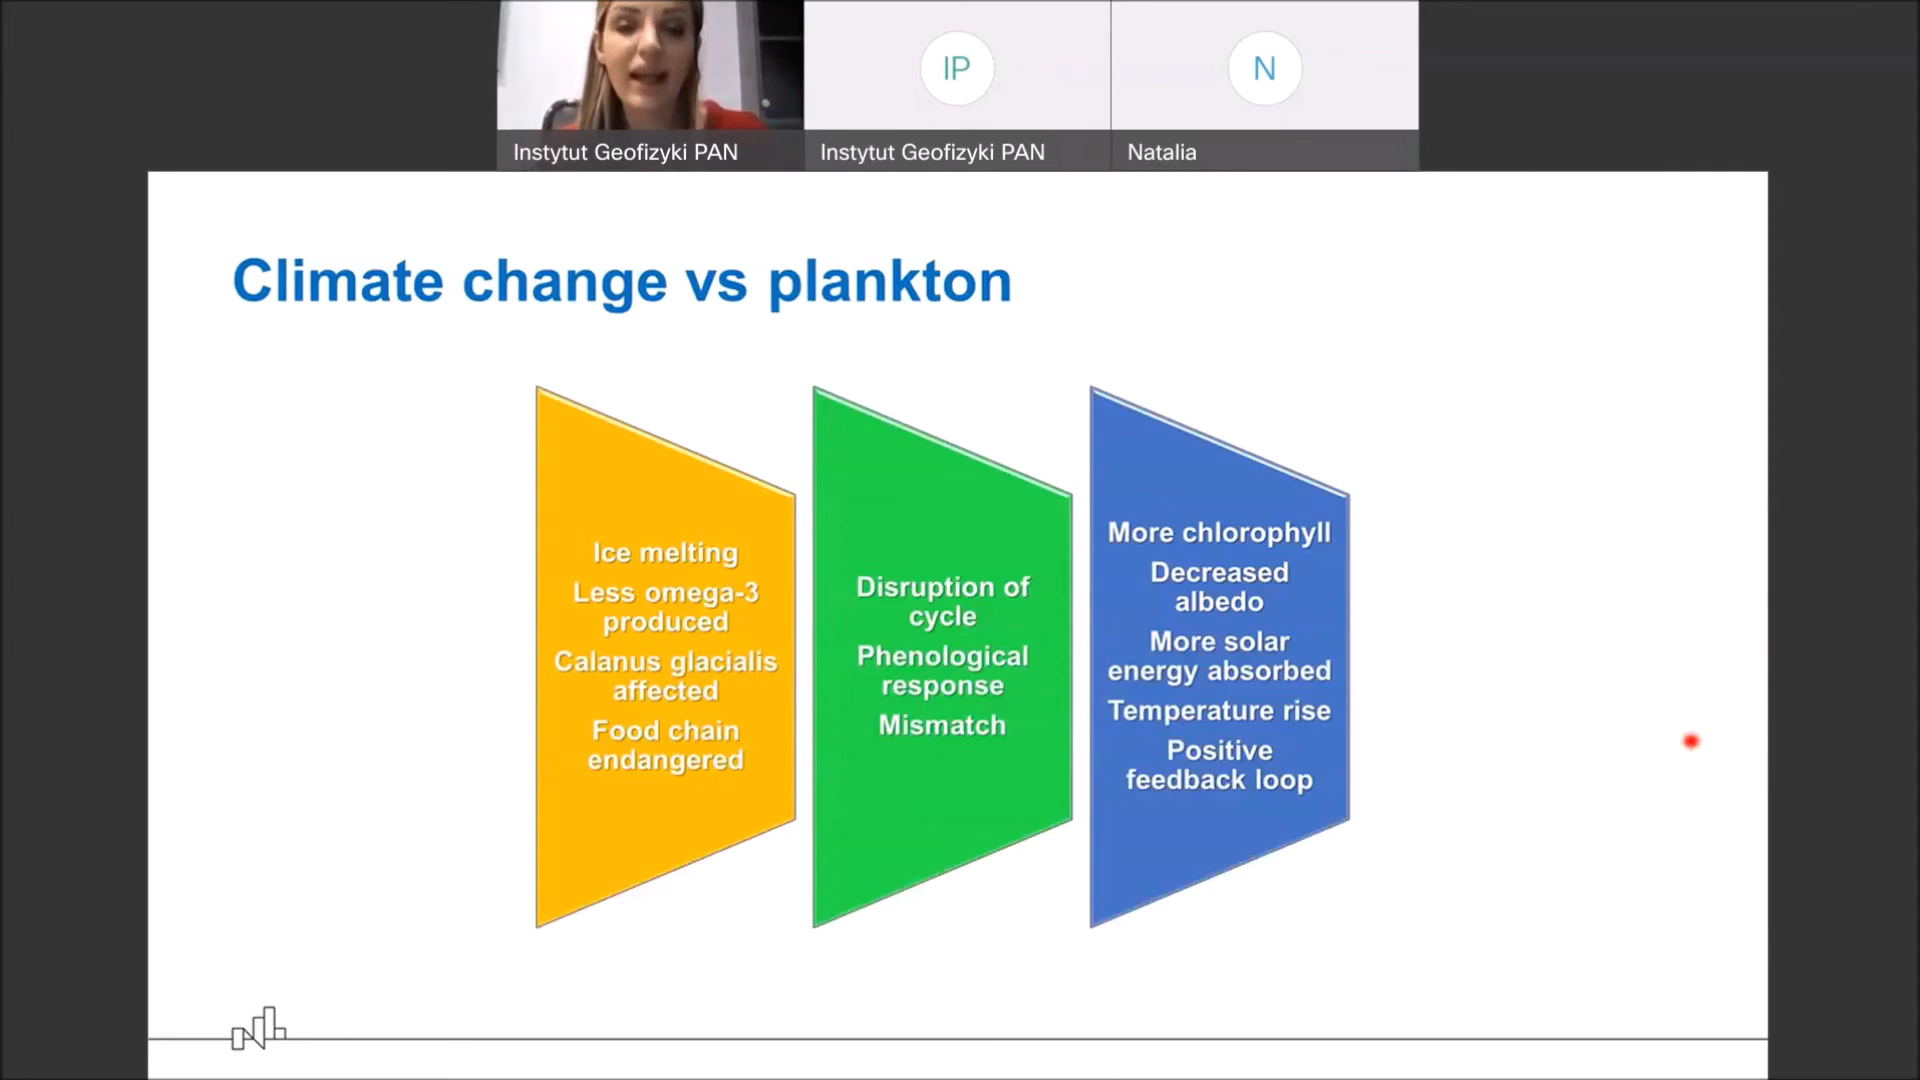 IP
N
Instytut Geofizyki PAN
Instytut Geofizyki PAN
Natalia
Climate change vs plankton
Ice melting
Less omega-3
produced
Calanus glacialis
affected
Food chain
endangered
Disruption of
cycle
Phenological
response
Mismatch
More chlorophyll
Decreased
albedo
More solar
energy absorbed
Temperature rise
Positive
feedback loop